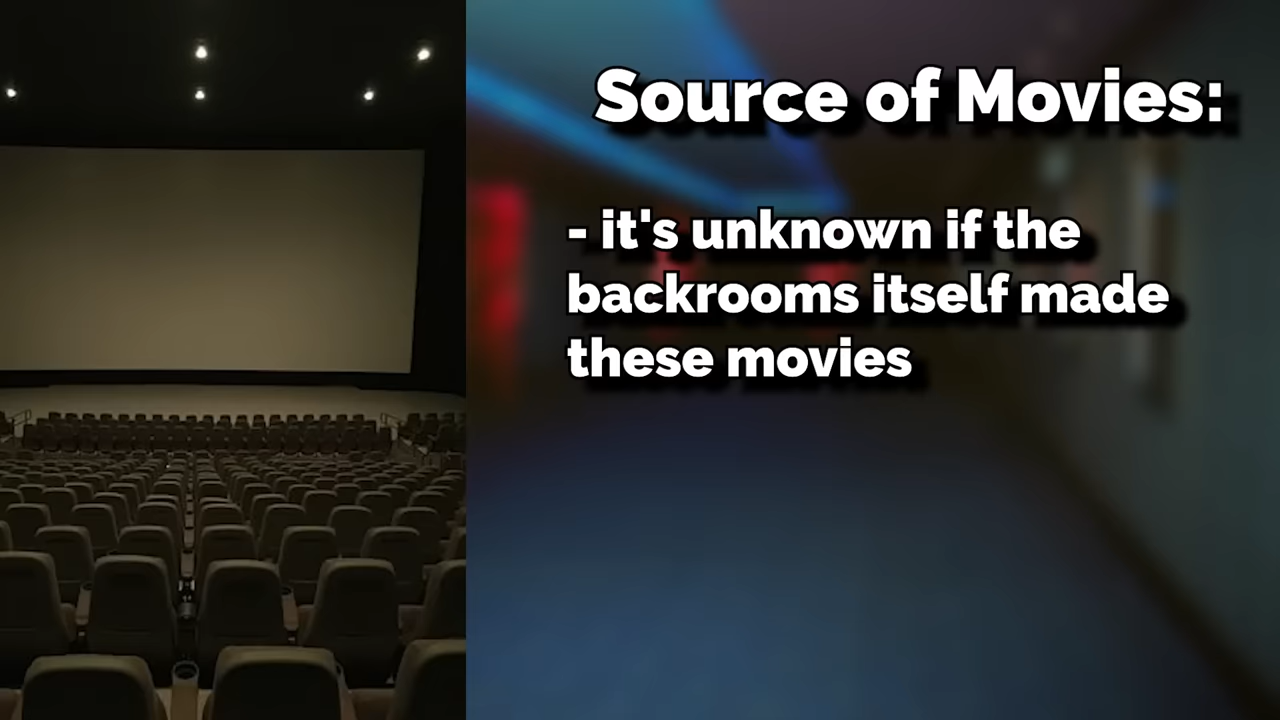 Source of Movies:
- it's unknown if the
backrooms itself made
these movies